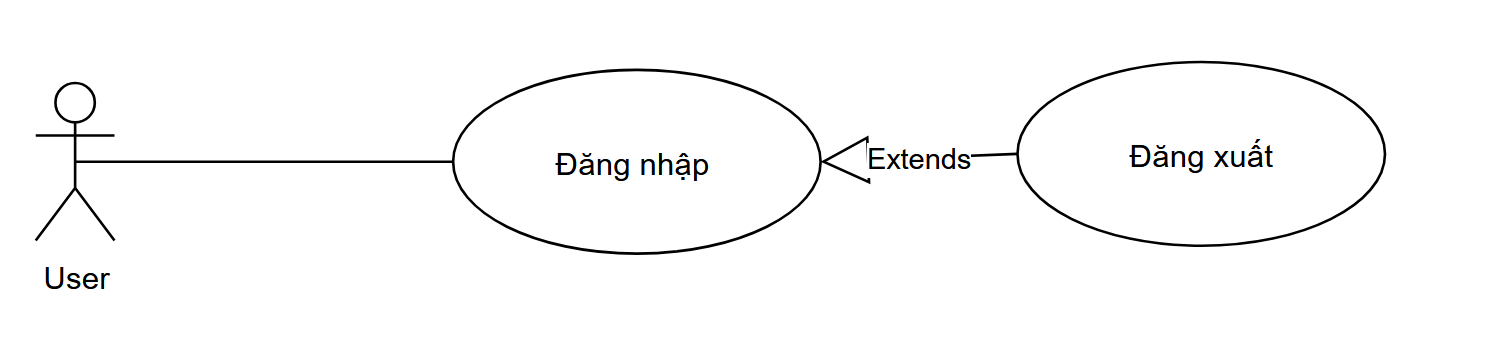 Đăng nhập
Extends
Đăng xuất
User